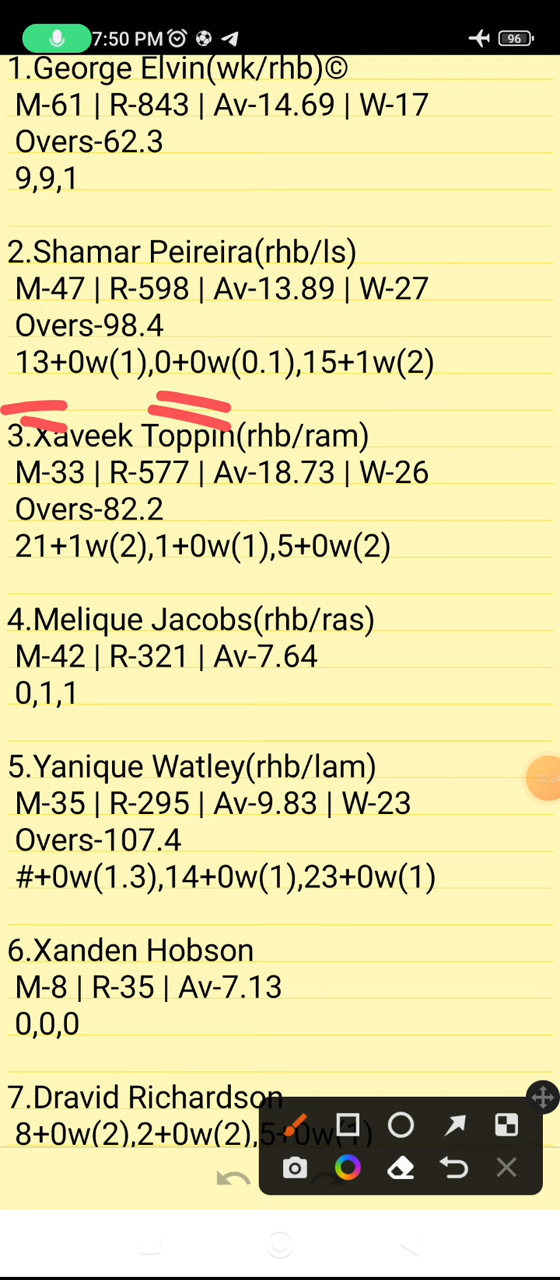 7:50 PM
96
1.George Elvin(wk/rhb)©
M-61 | R-843 | Av-14.69 | W-17
Overs-62.3
9,9,1
2.Shamar Peireira(rhb/ls)
M-47 | R-598 | Av-13.89 | W-27
Overs-98.4
13+0w(1),0+0w(0.1),15+1w(2)
3.Xaveek Toppin(rhb/ram)
M-33 | R-577 | Av-18.73 | W-26
Overs-82.2
21+1w(2),1+0w(1),5+0w(2)
4.Melique Jacobs(rhb/ras)
M-42 | R-321 | Av-7.64
0,1,1
5.Yanique Watley(rhb/lam)
M-35 | R-295 | Av-9.83 | W-23
Overs-107.4
#+0w(1.3),14+0w(1),23+0w(1)
6.Xanden Hobson
M-8 | R-35 | Av-7.13
0,0,0
7.Dravid Richardson
8+0w(2),2+0w(2),5+0w(1)